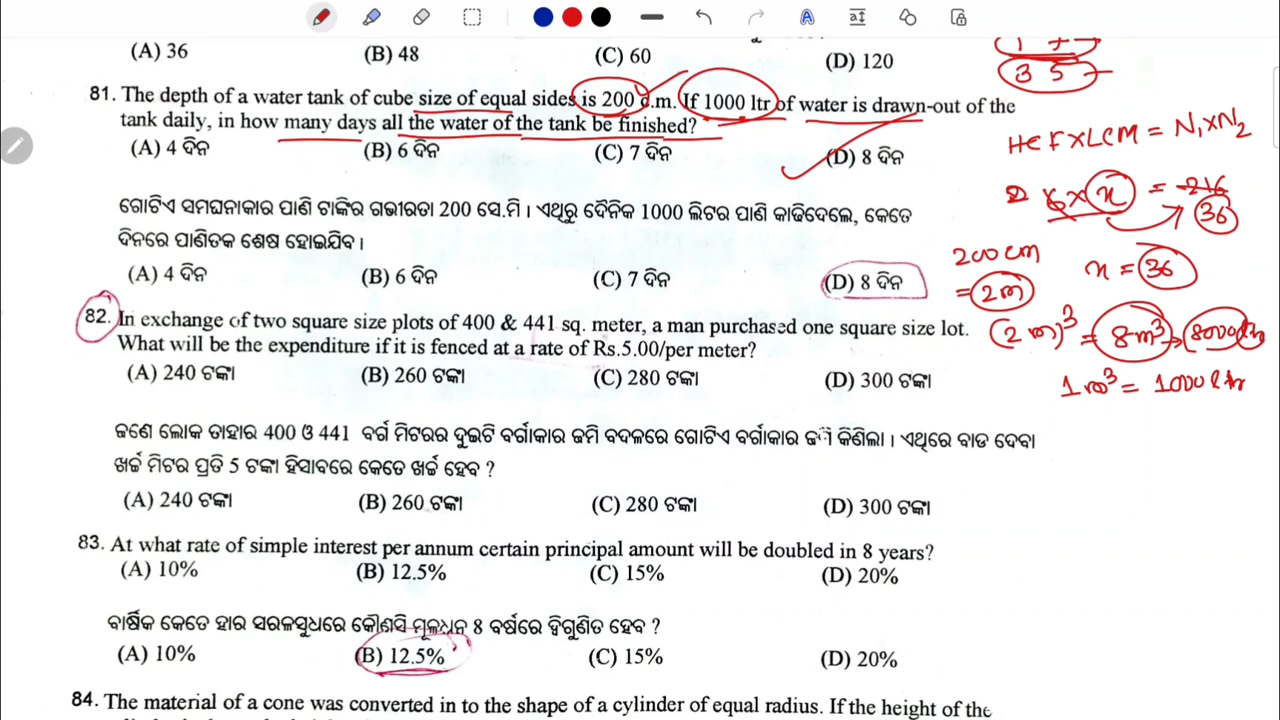 (A) 36 (B) 48 (C) 60 (D) 120
81. The depth of a water tank of cube size of equal sides is 200 c.m. If 1000 ltr of water is drawn-out of the
tank daily, in how many days all the water of the tank be finished?
(A) 4 ଦିନ (B) 6 ଦିନ (C) 7 ଦିନ (D) 8 ଦିନ
ଗୋଟିଏ ସମଘନାକାର ପାଣି ଟାଙ୍କିର ଗଭୀରତା 200 ସେ.ମି । ଏଥିରୁ ଦୈନିକ 1000 ଲିଟର ପାଣି କାଢିଦେଲେ, କେତେ
ଦିନରେ ପାଣିତକ ଶେଷ ହୋଇଯିବ ।
(A) 4 ଦିନ (B) 6 ଦିନ (C) 7 ଦିନ (D) 8 ଦିନ
82. In exchange of two square size plots of 400 & 441 sq. meter, a man purchased one square size lot.
What will be the expenditure if it is fenced at a rate of Rs.5.00/per meter?
(A) 240 ଟଙ୍କା (B) 260 ଟଙ୍କା (C) 280 ଟଙ୍କା (D) 300 ଟଙ୍କା
ଜଣେ ଲୋକ ତାହାର 400 ଓ 441 ବର୍ଗ ମିଟରର ଦୁଇଟି ବର୍ଗାକାର ଜମି ବଦଳରେ ଗୋଟିଏ ବର୍ଗାକାର ଜମି କିଣିଲା । ଏଥିରେ ବାଡ ଦେବା
ଖର୍ଚ୍ଚ ମିଟର ପ୍ରତି 5 ଟଙ୍କା ହିସାବରେ କେତେ ଖର୍ଚ୍ଚ ହେବ ?
(A) 240 ଟଙ୍କା (B) 260 ଟଙ୍କା (C) 280 ଟଙ୍କା (D) 300 ଟଙ୍କା
83. At what rate of simple interest per annum certain principal amount will be doubled in 8 years?
(A) 10% (B) 12.5% (C) 15% (D) 20%
ବାର୍ଷିକ କେତେ ହାର ସରଳସୁଧରେ କୌଣସି ମୂଳଧନ 8 ବର୍ଷରେ ଦ୍ୱିଗୁଣିତ ହେବ ?
(A) 10% (B) 12.5% (C) 15% (D) 20%
84. The material of a cone was converted in to the shape of a cylinder of equal radius. If the height of the
35
HCF X LCM = N₁ X N₂
6 x x = 216
36
x = 36
200 cm
= 2m
(2m)³ = 8m³ → 8000 ltr
1m³ = 1000 ltr